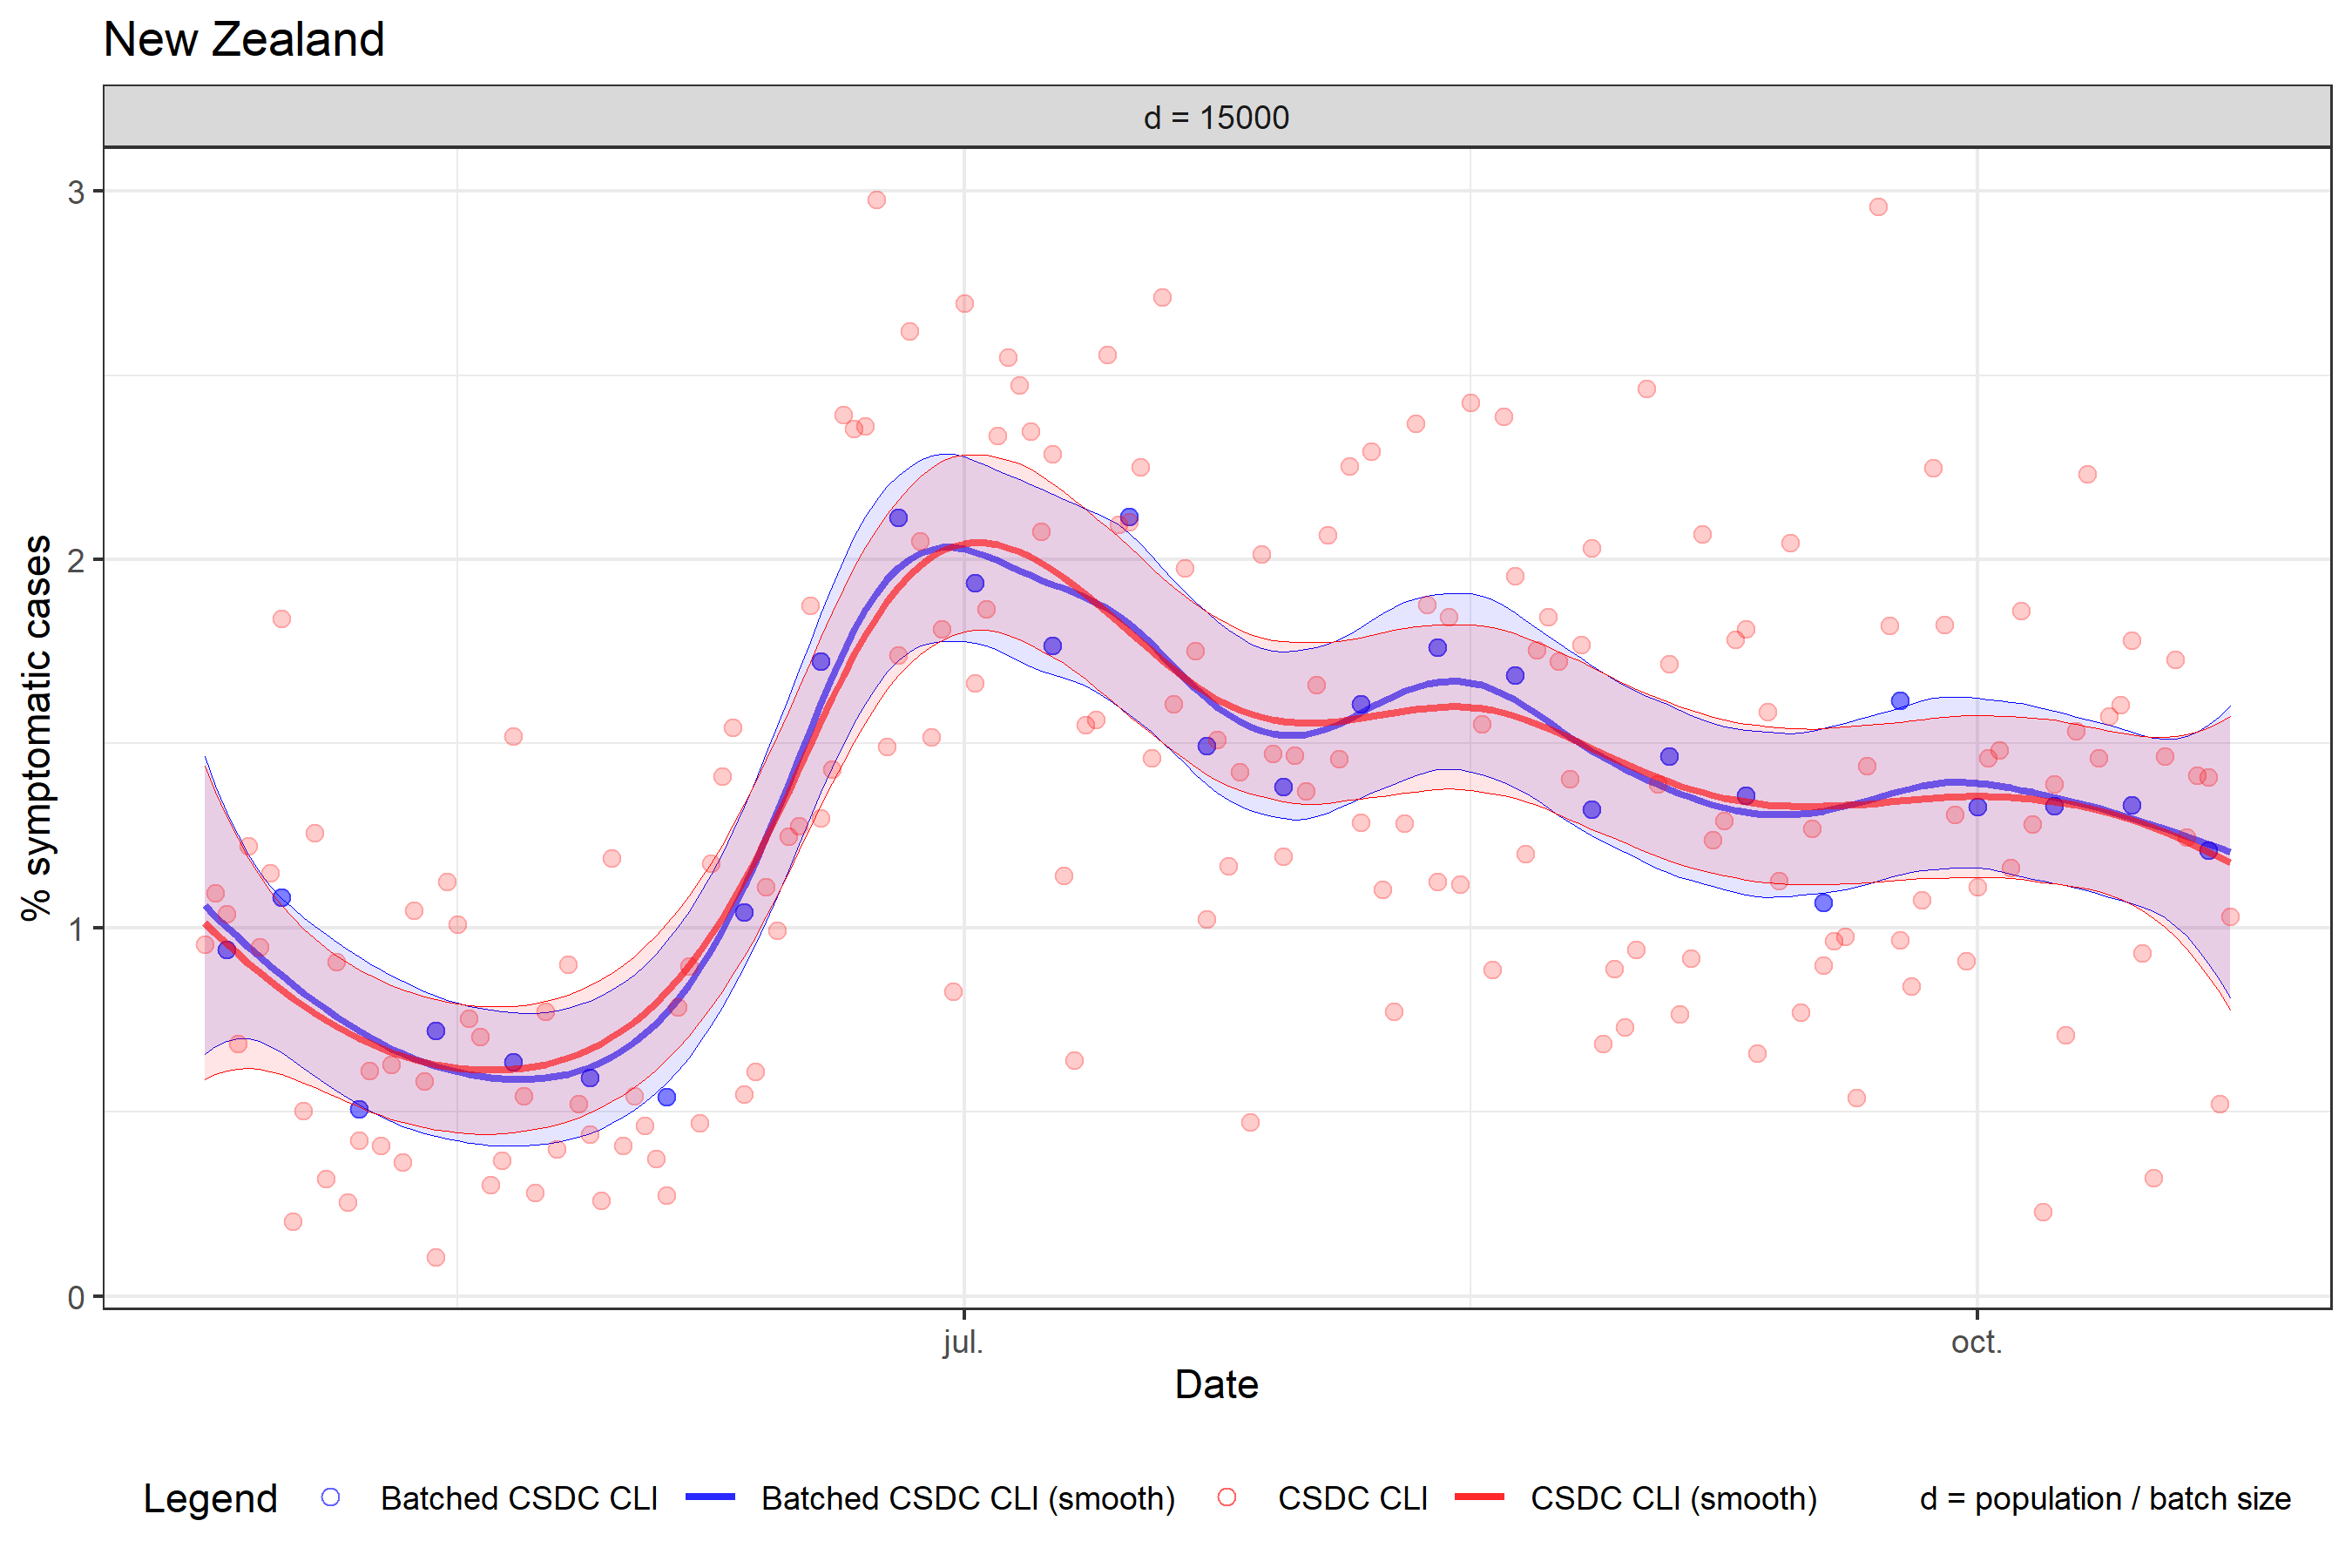 New Zealand
d = 15000
3
2
1
0
% symptomatic cases
jul.
oct.
Date
Legend
Batched CSDC CLI
Batched CSDC CLI (smooth)
CSDC CLI
CSDC CLI (smooth)
d = population / batch size